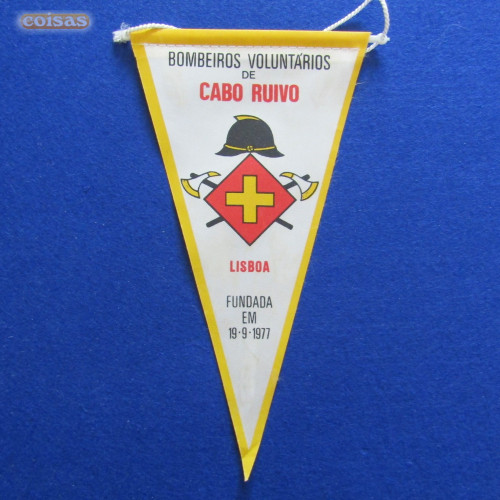 coisas
BOMBEIROS VOLUNTÁRIOS
DE
CABO RUIVO
LISBOA
FUNDADA
EM
19·9·1977